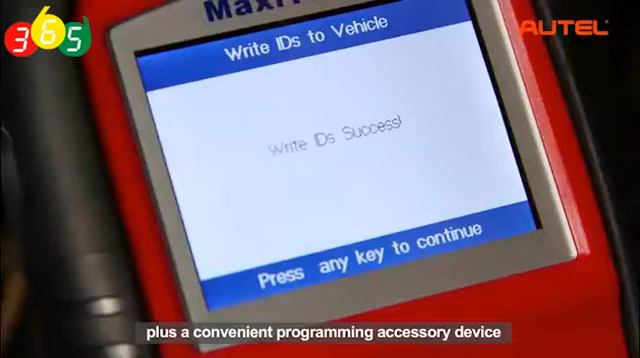 365
AUTEL
Write IDs to Vehicle
Write IDs Success!
Press any key to continue
plus a convenient programming accessory device